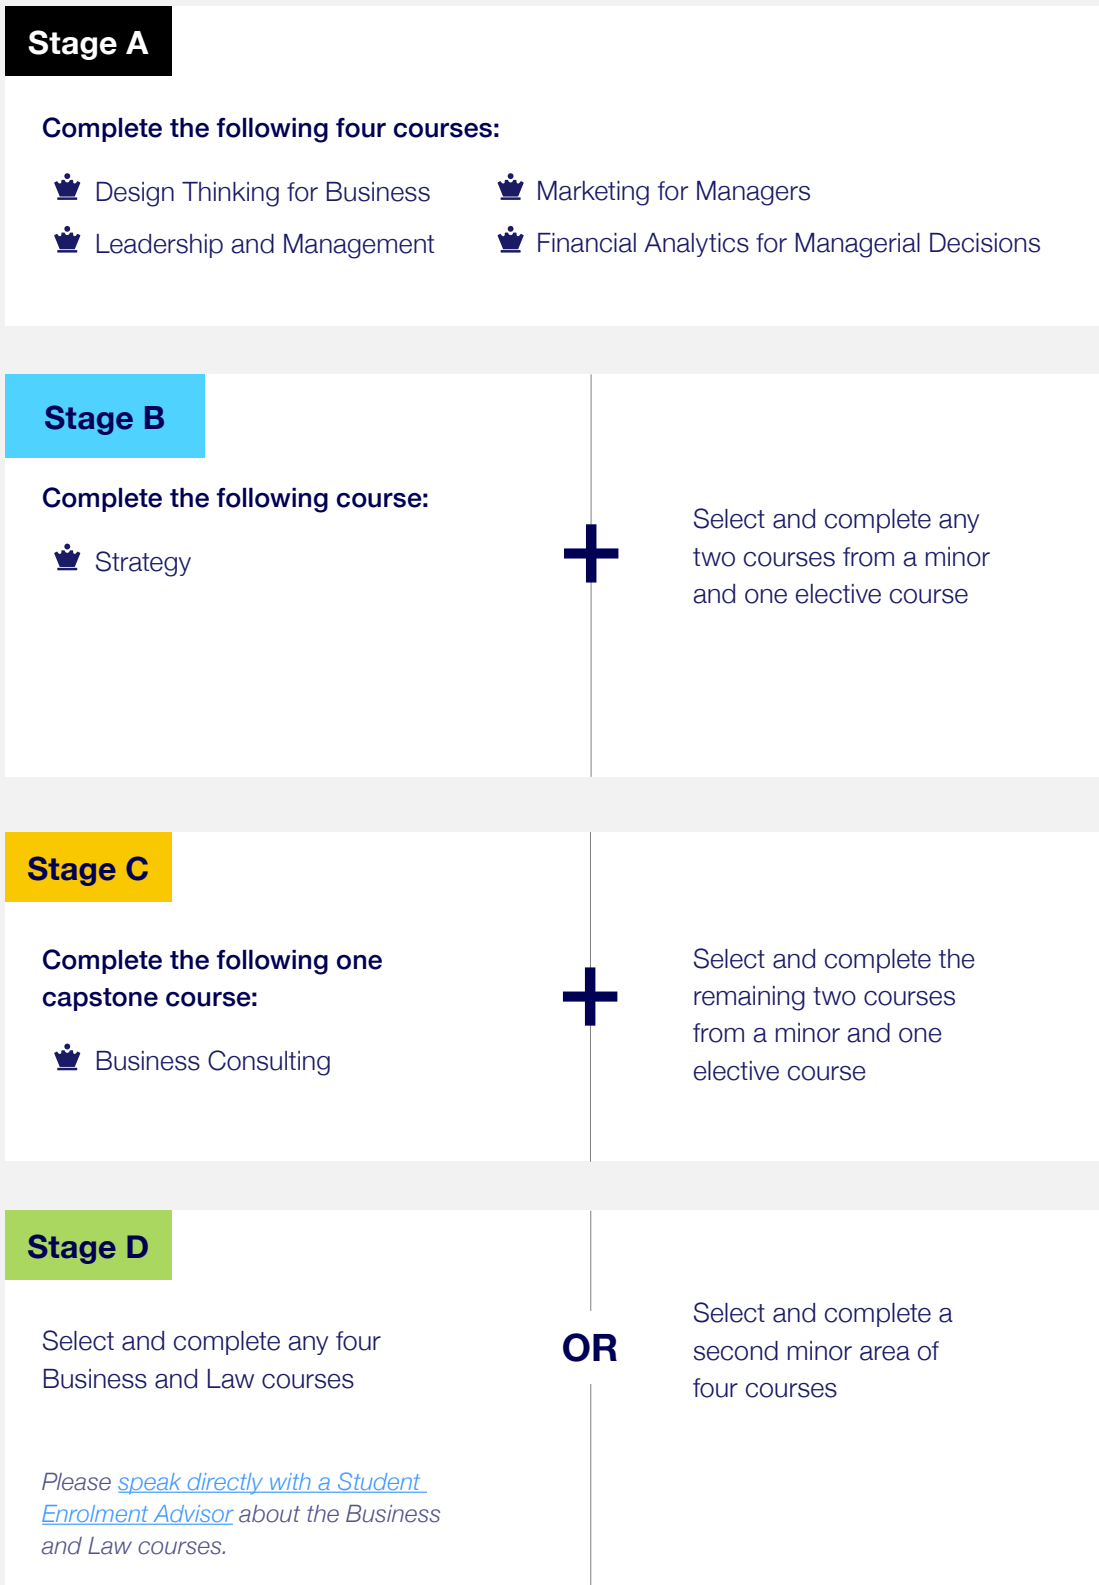 Stage A
Complete the following four courses:
Design Thinking for Business
Marketing for Managers
Leadership and Management
Financial Analytics for Managerial Decisions
Stage B
Complete the following course:
Strategy
Select and complete any
two courses from a minor
and one elective course
Stage C
Complete the following one
capstone course:
Business Consulting
Select and complete the
remaining two courses
from a minor and one
elective course
Stage D
Select and complete any four
Business and Law courses
Please speak directly with a Student
Enrolment Advisor about the Business
and Law courses.
OR
Select and complete a
second minor area of
four courses